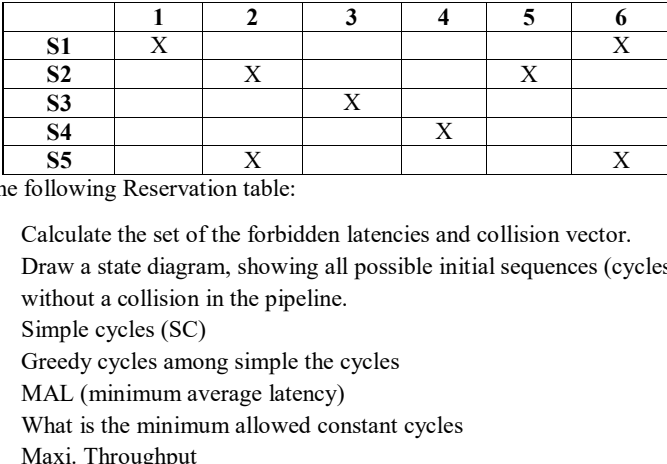 1 2 3 4 5 6
S1 X X
S2 X X
S3 X
S4 X
S5 X X
he following Reservation table:
Calculate the set of the forbidden latencies and collision vector.
Draw a state diagram, showing all possible initial sequences (cycles
without a collision in the pipeline.
Simple cycles (SC)
Greedy cycles among simple the cycles
MAL (minimum average latency)
What is the minimum allowed constant cycles
Maxi. Throughput